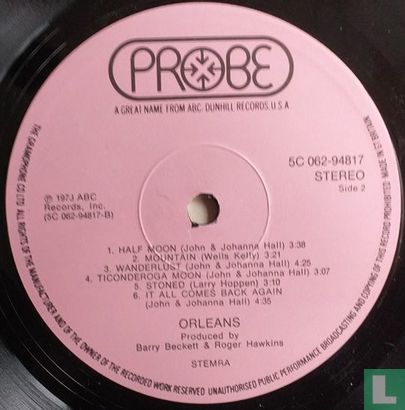 PROBE
A GREAT NAME FROM ABC. DUNHILL RECORDS, U.S.A
5C 062-94817
STEREO
Side 2
℗ 1973 ABC
Records, Inc.
(5C 062-94817-B)
1. HALF MOON (John & Johanna Hall) 3:38
2. MOUNTAIN (Wells Kelly) 3:21
3. WANDERLUST (John & Johanna Hall) 4:25
4. TICONDEROGA MOON (John & Johanna Hall) 3:07
5. STONED (Larry Hoppen) 3:30
6. IT ALL COMES BACK AGAIN
(John & Johanna Hall) 4:35
ORLEANS
Produced by
Barry Beckett & Roger Hawkins
STEMRA
THE GRAMOPHONE CO LTD ALL RIGHTS OF THE MANUFACTURER AND OF THE OWNER OF THE RECORDED WORK RESERVED UNAUTHORISED PUBLIC PERFORMANCE BROADCASTING AND COPYING OF THIS RECORD PROHIBITED MADE IN GT BRITAIN
catawiki